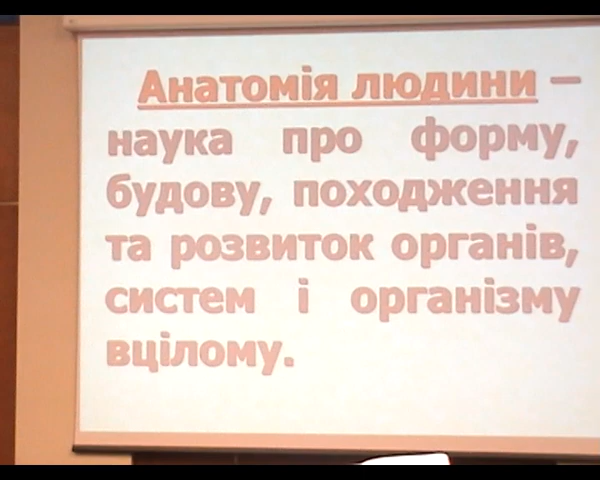 Анатомія людини –
наука про форму,
будову, походження
та розвиток органів,
систем і організму
вцілому.